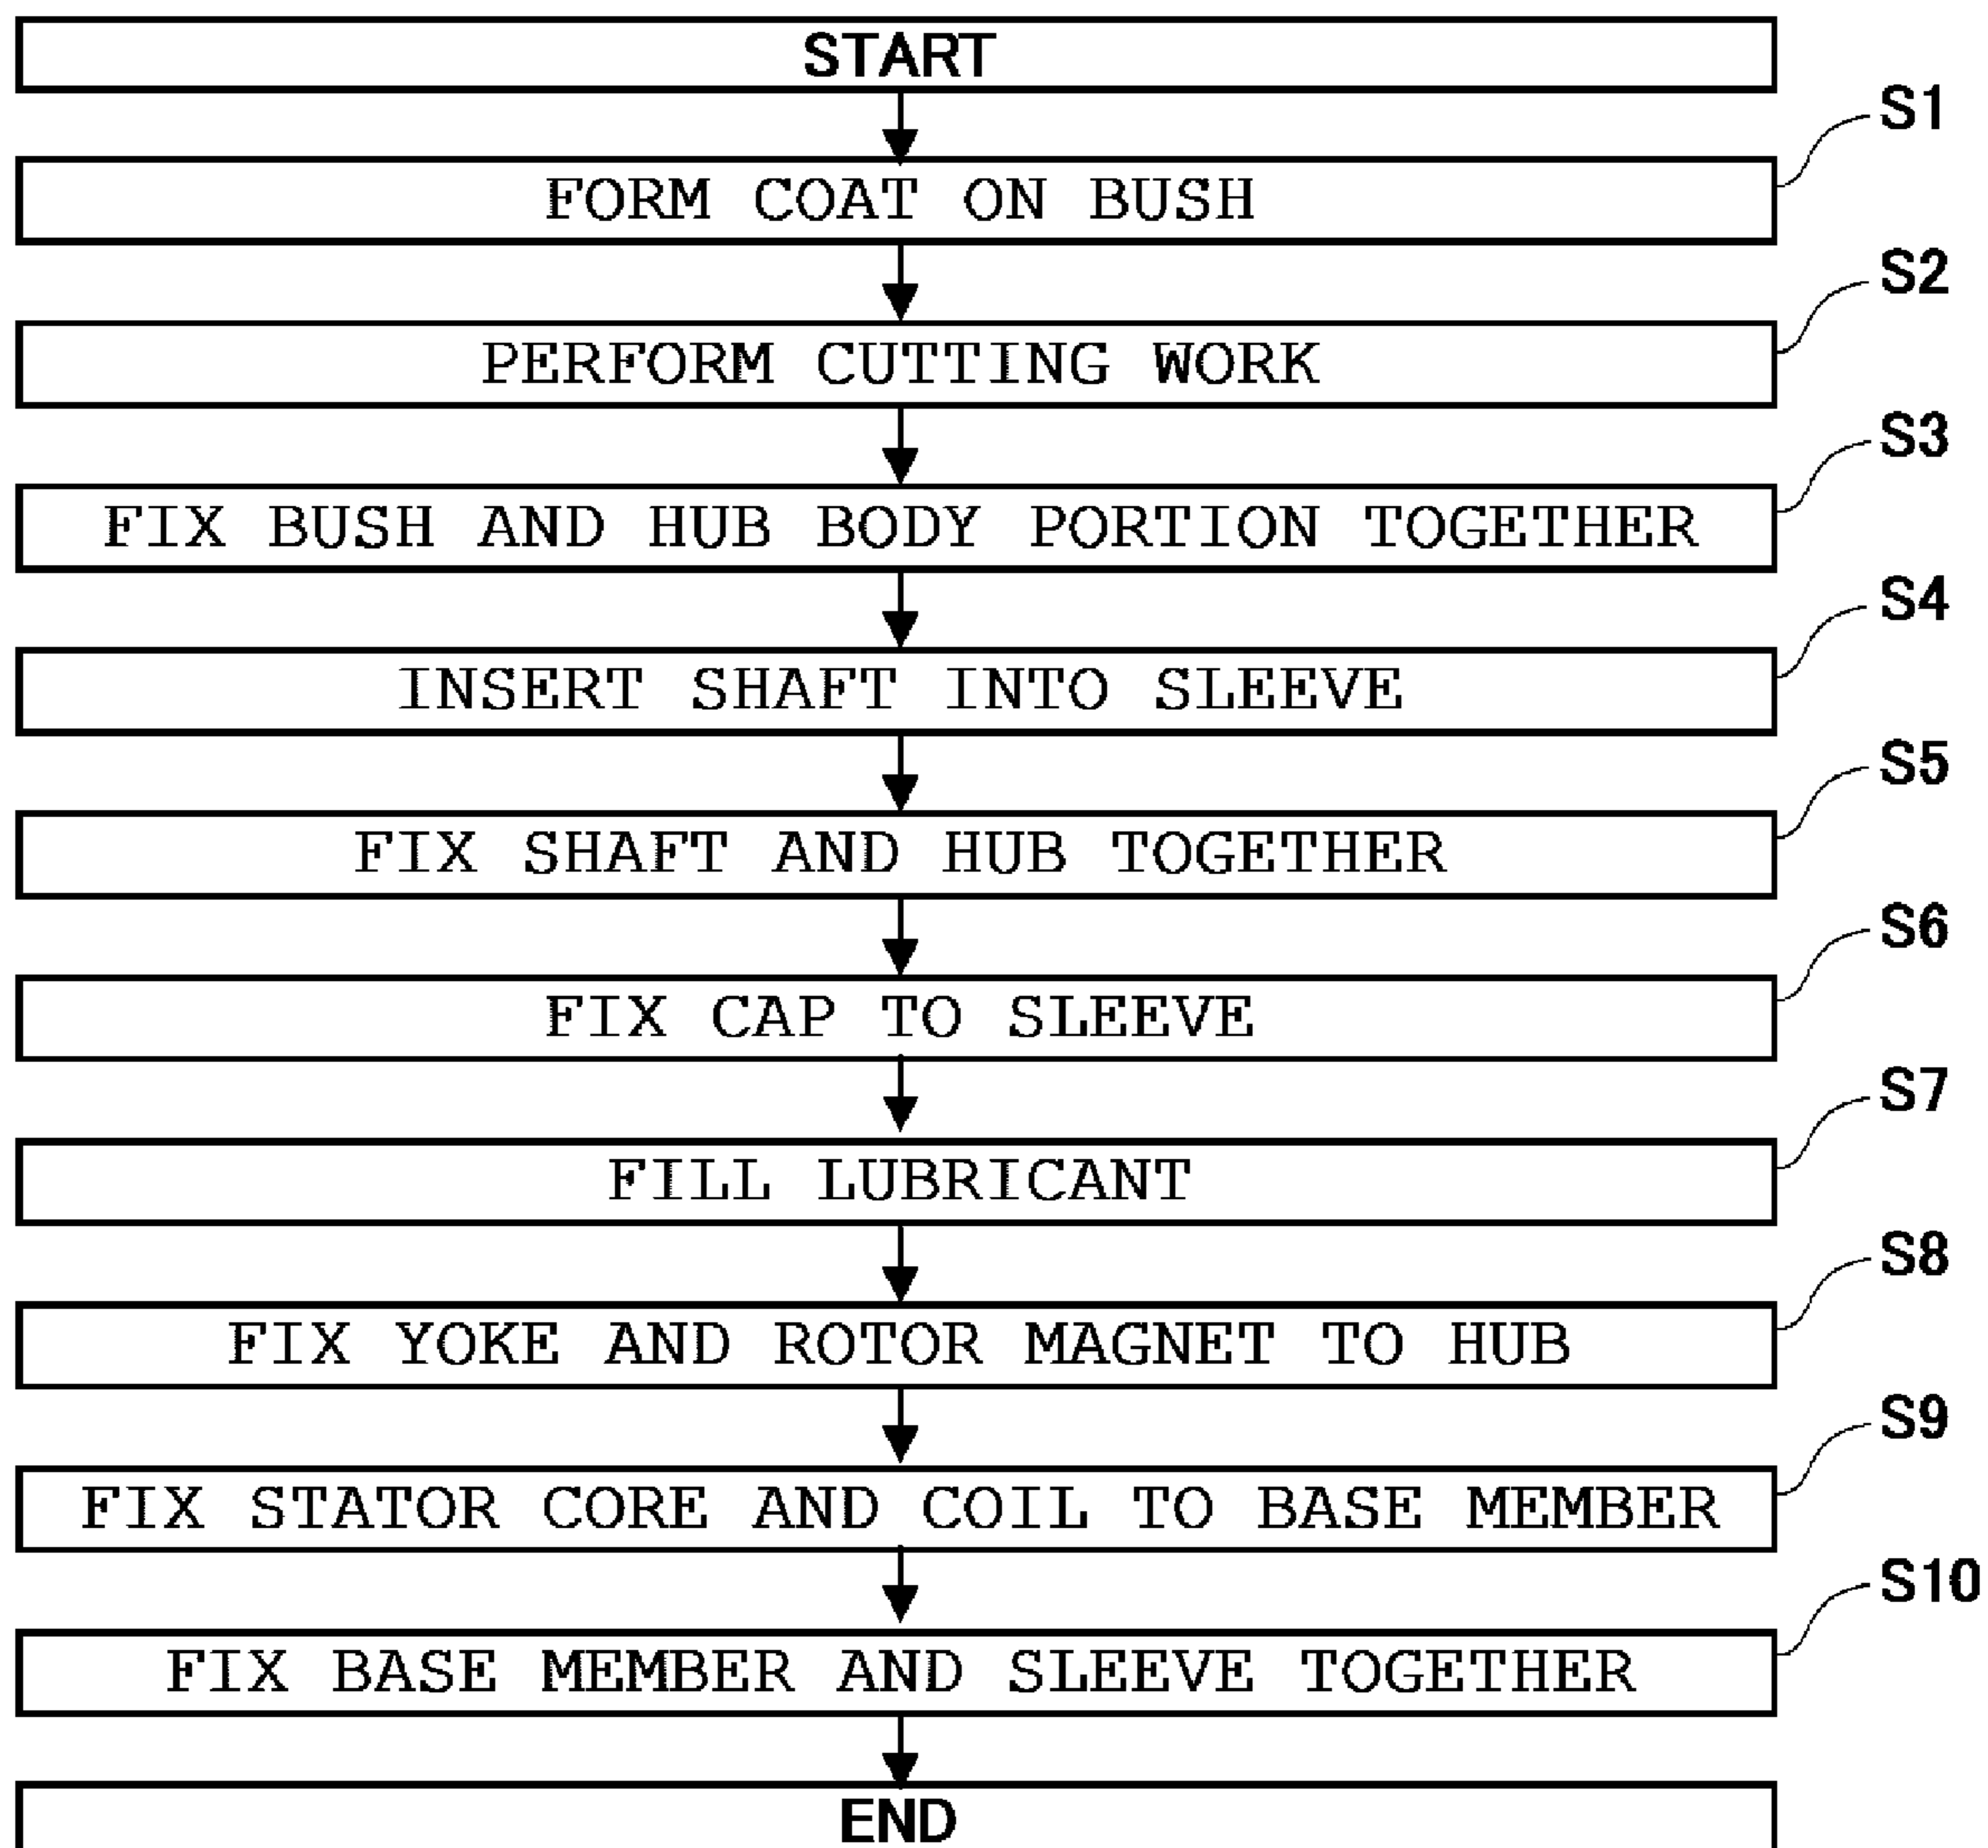 START
S1
FORM COAT ON BUSH
S2
PERFORM CUTTING WORK
S3
FIX BUSH AND HUB BODY PORTION TOGETHER
S4
INSERT SHAFT INTO SLEEVE
S5
FIX SHAFT AND HUB TOGETHER
S6
FIX CAP TO SLEEVE
S7
FILL LUBRICANT
S8
FIX YOKE AND ROTOR MAGNET TO HUB
S9
FIX STATOR CORE AND COIL TO BASE MEMBER
S10
FIX BASE MEMBER AND SLEEVE TOGETHER
END